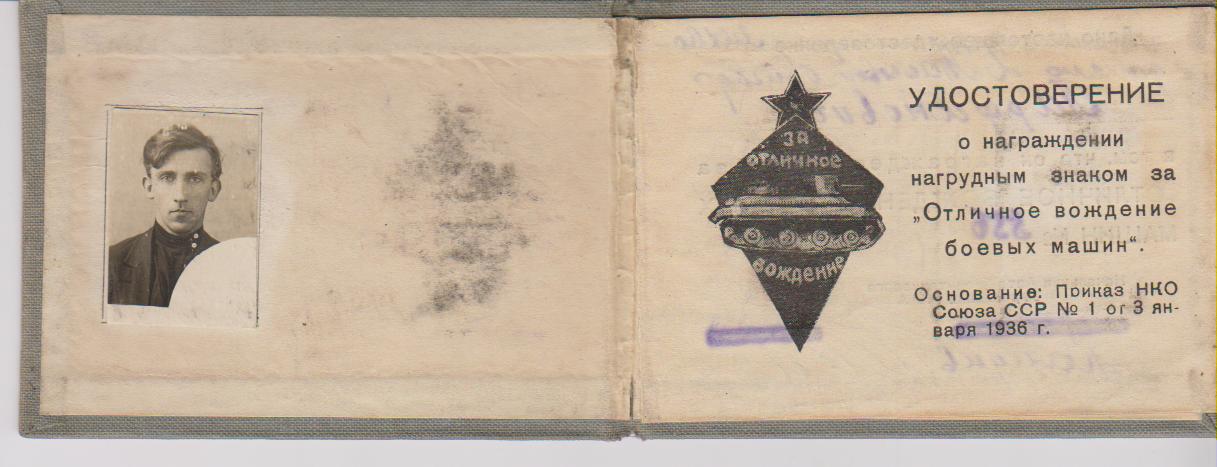 ЗА
ОТЛИЧНОЕ
ВОЖДЕНИЕ
УДОСТОВЕРЕНИЕ
о награждении
нагрудным знаком за
„Отличное вождение
боевых машин“.
Основание: Приказ НКО
Союза ССР № 1 от 3 ян-
варя 1936 г.